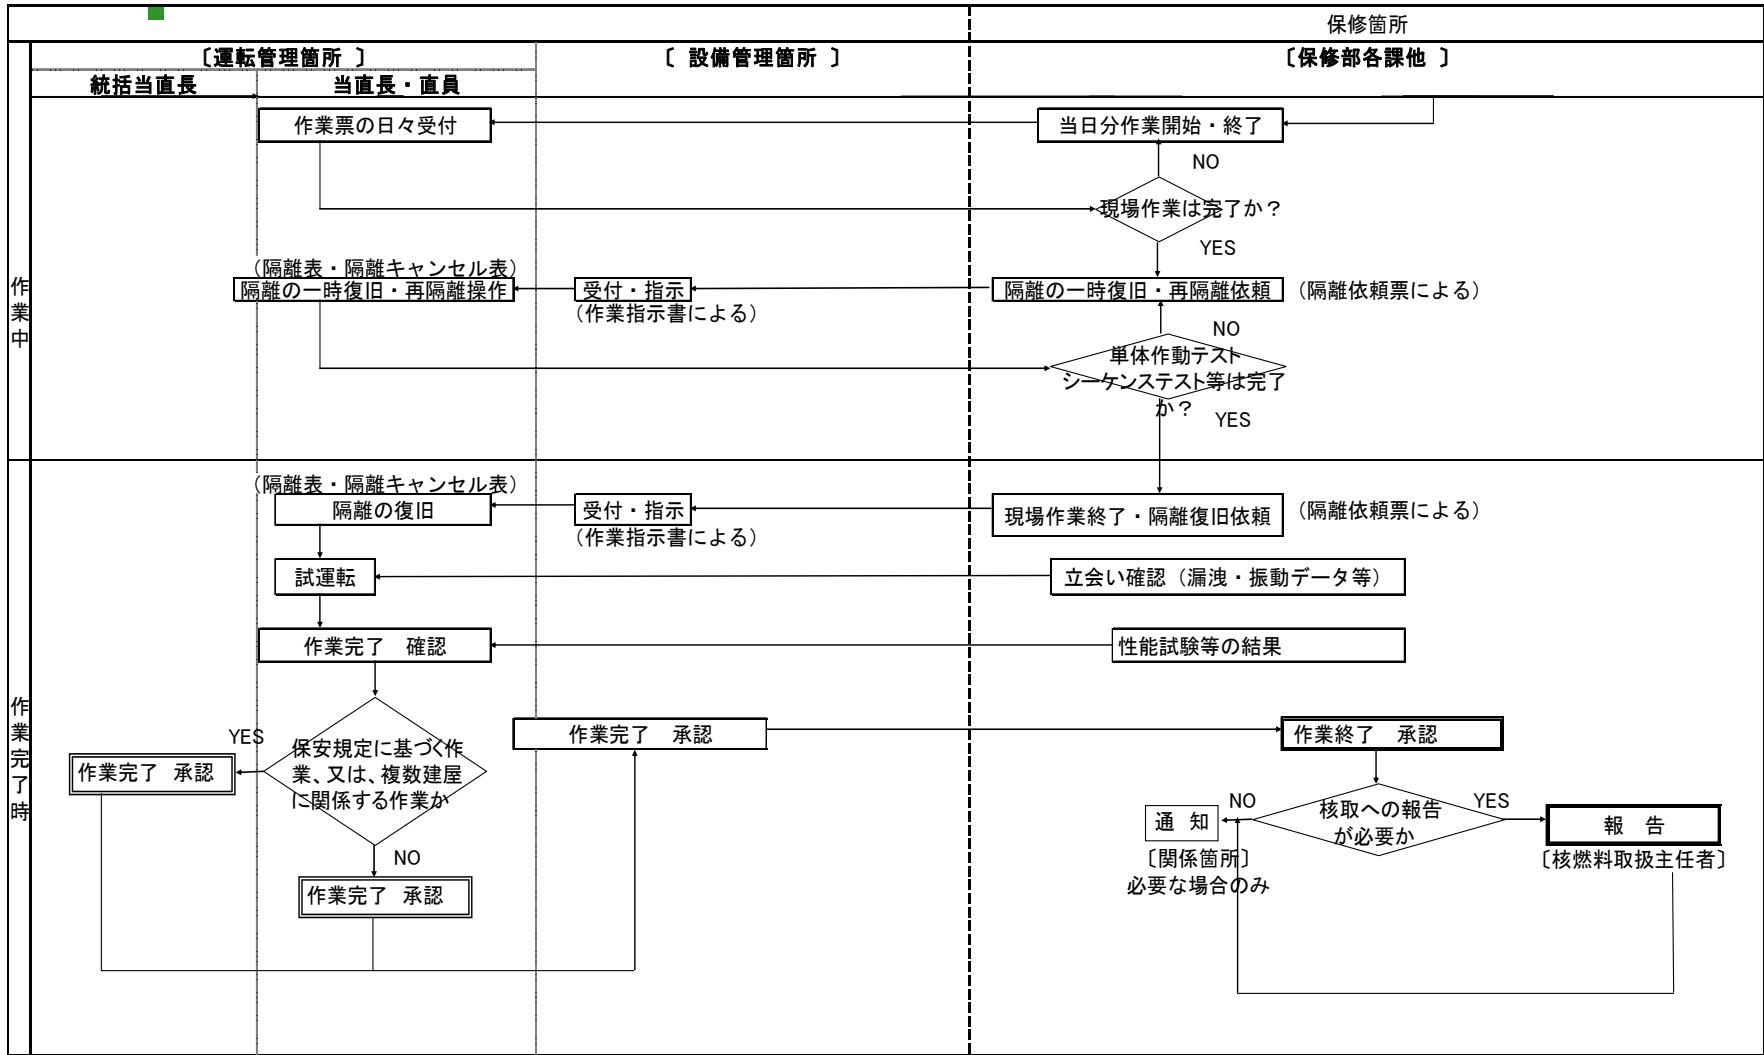 保修箇所
〔運転管理箇所 〕
〔 設備管理箇所 〕
〔保修部各課他 〕
統括当直長
当直長・直員
作業票の日々受付
当日分作業開始・終了
NO
現場作業は完了か?
YES
作業中
(隔離表・隔離キャンセル表)
隔離の一時復旧・再隔離操作
受付・指示
(作業指示書による)
隔離の一時復旧・再隔離依頼
(隔離依頼票による)
NO
単体作動テスト
シーケンステスト等は完了
か?
YES
作業完了時
(隔離表・隔離キャンセル表)
隔離の復旧
受付・指示
(作業指示書による)
現場作業終了・隔離復旧依頼
(隔離依頼票による)
試運転
立会い確認(漏洩・振動データ等)
作業完了 確認
性能試験等の結果
YES
保安規定に基づく作
業、又は、複数建屋
に関係する作業か
作業完了 承認
NO
作業完了 承認
作業完了 承認
作業終了 承認
NO
核取への報告
が必要か
YES
通 知
〔関係箇所〕
必要な場合のみ
報 告
〔核燃料取扱主任者〕